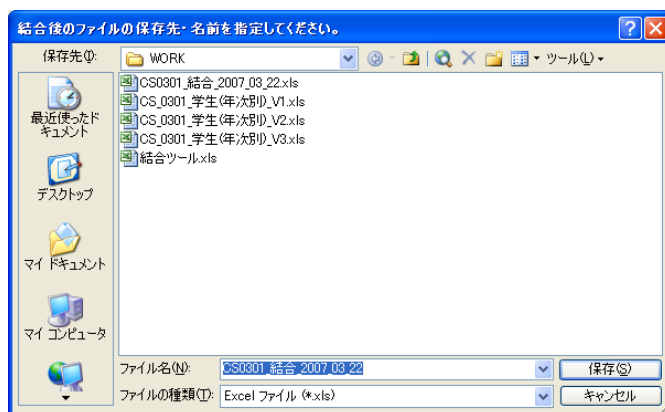 結合後のファイルの保存先・名前を指定してください。
保存先(I):
WORK
ツール(L)
CS0301_結合_2007_03_22.xls
CS_0301_学生(年次別)_V1.xls
CS_0301_学生(年次別)_V2.xls
CS_0301_学生(年次別)_V3.xls
結合ツール.xls
最近使ったド
キュメント
デスクトップ
マイ ドキュメント
マイ コンピュータ
ファイル名(N):
CS0301_結合_2007_03_22
保存(S)
ファイルの種類(T):
Excel ファイル (*.xls)
キャンセル